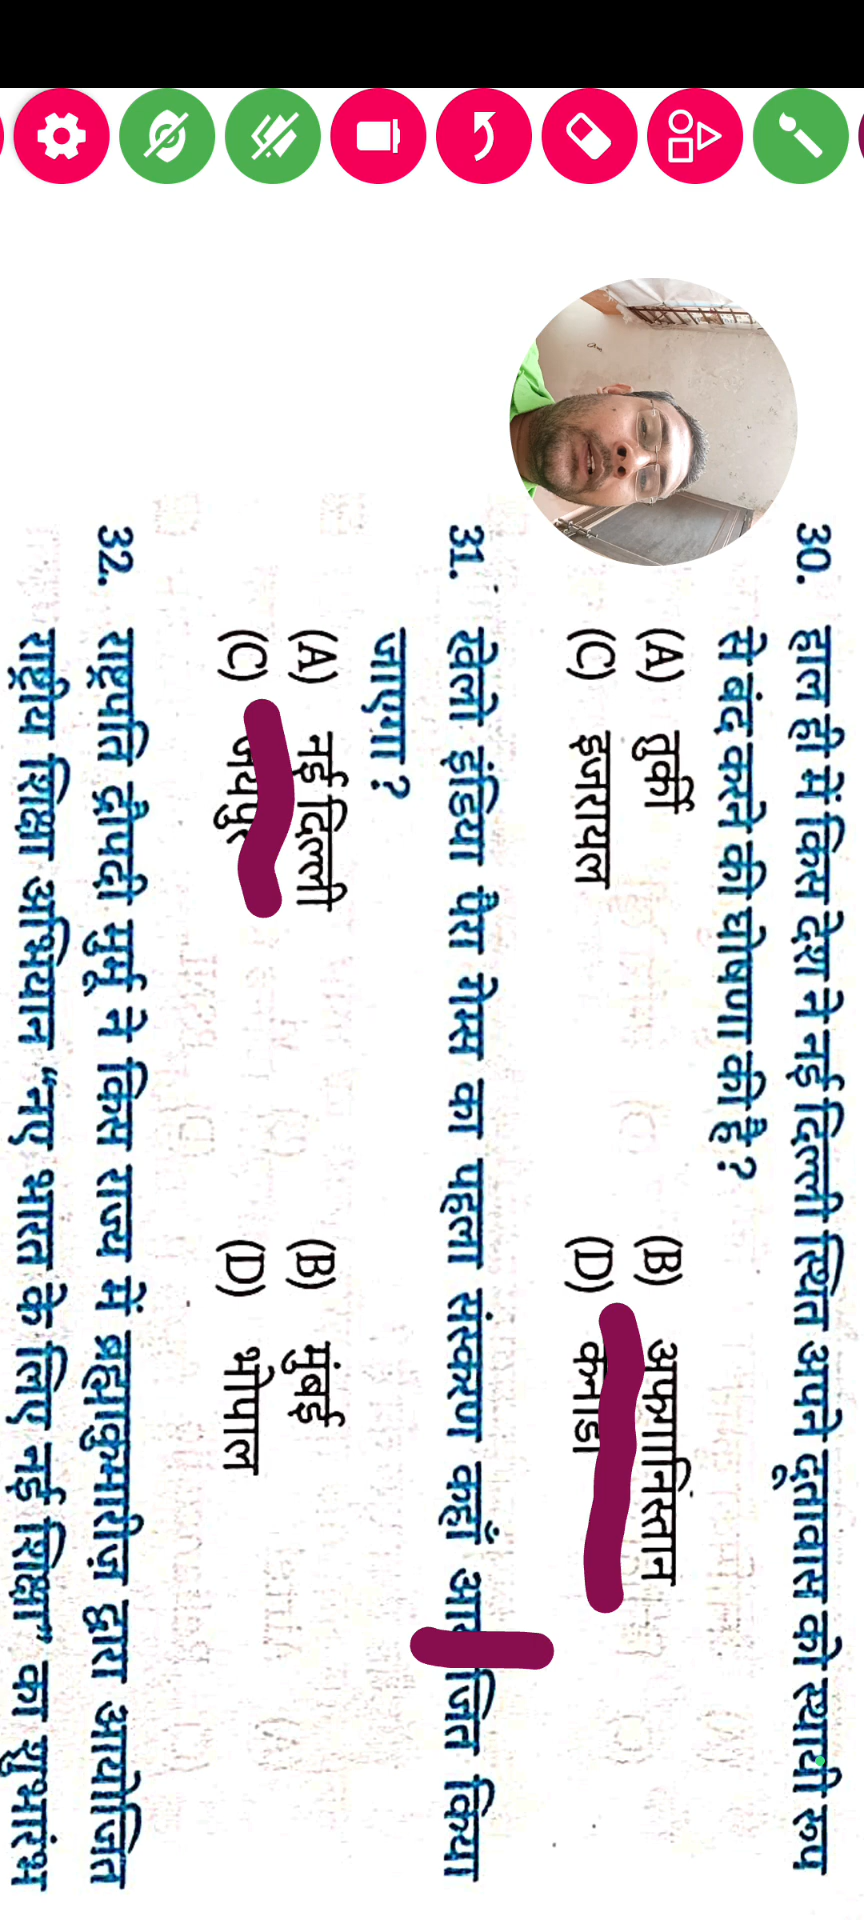 30. हाल ही में किस देश ने नई दिल्ली स्थित अपने दूतावास को स्थायी रूप
से बंद करने की घोषणा की है?
(A) तुर्की (B) अफगानिस्तान
(C) इजरायल (D) कनाडा
31. खेलो इंडिया पैरा गेम्स का पहला संस्करण कहाँ आयोजित किया
जाएगा?
(A) नई दिल्ली (B) मुंबई
(C) जयपुर (D) भोपाल
32. राष्ट्रपति द्रौपदी मुर्मू ने किस राज्य में ब्रह्माकुमारीज़ द्वारा आयोजित
राष्ट्रीय शिक्षा अभियान “नए भारत के लिए नई शिक्षा” का शुभारंभ